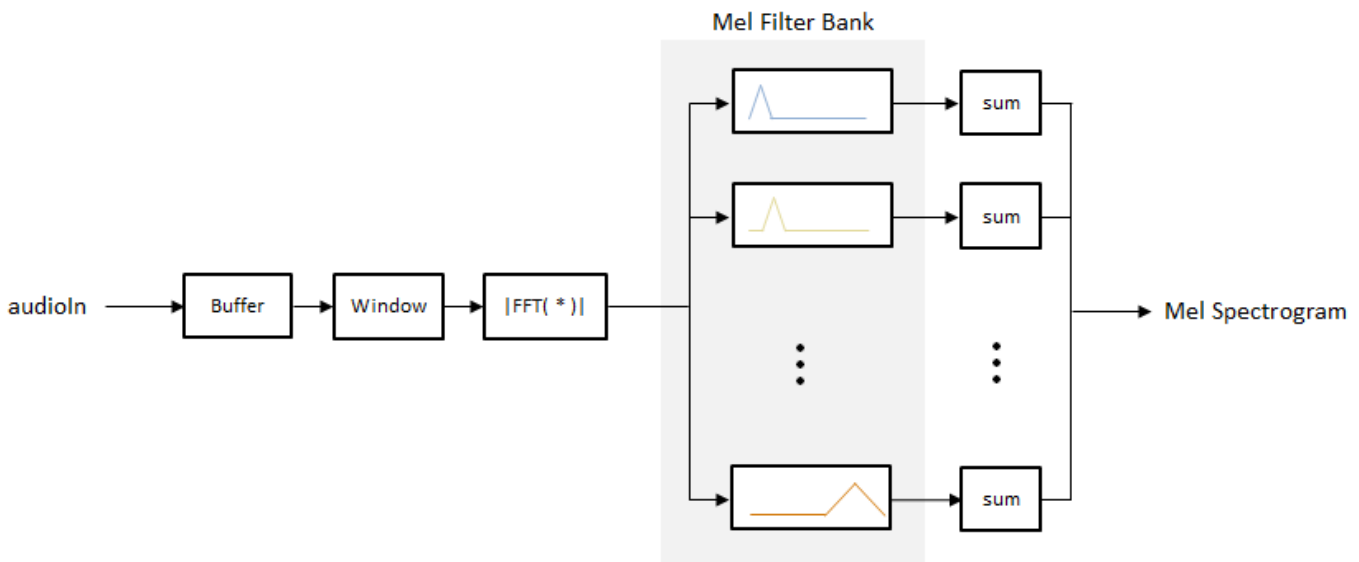 Mel Filter Bank
sum
sum
audioIn
Buffer
Window
|FFT( * )|
Mel Spectrogram
sum